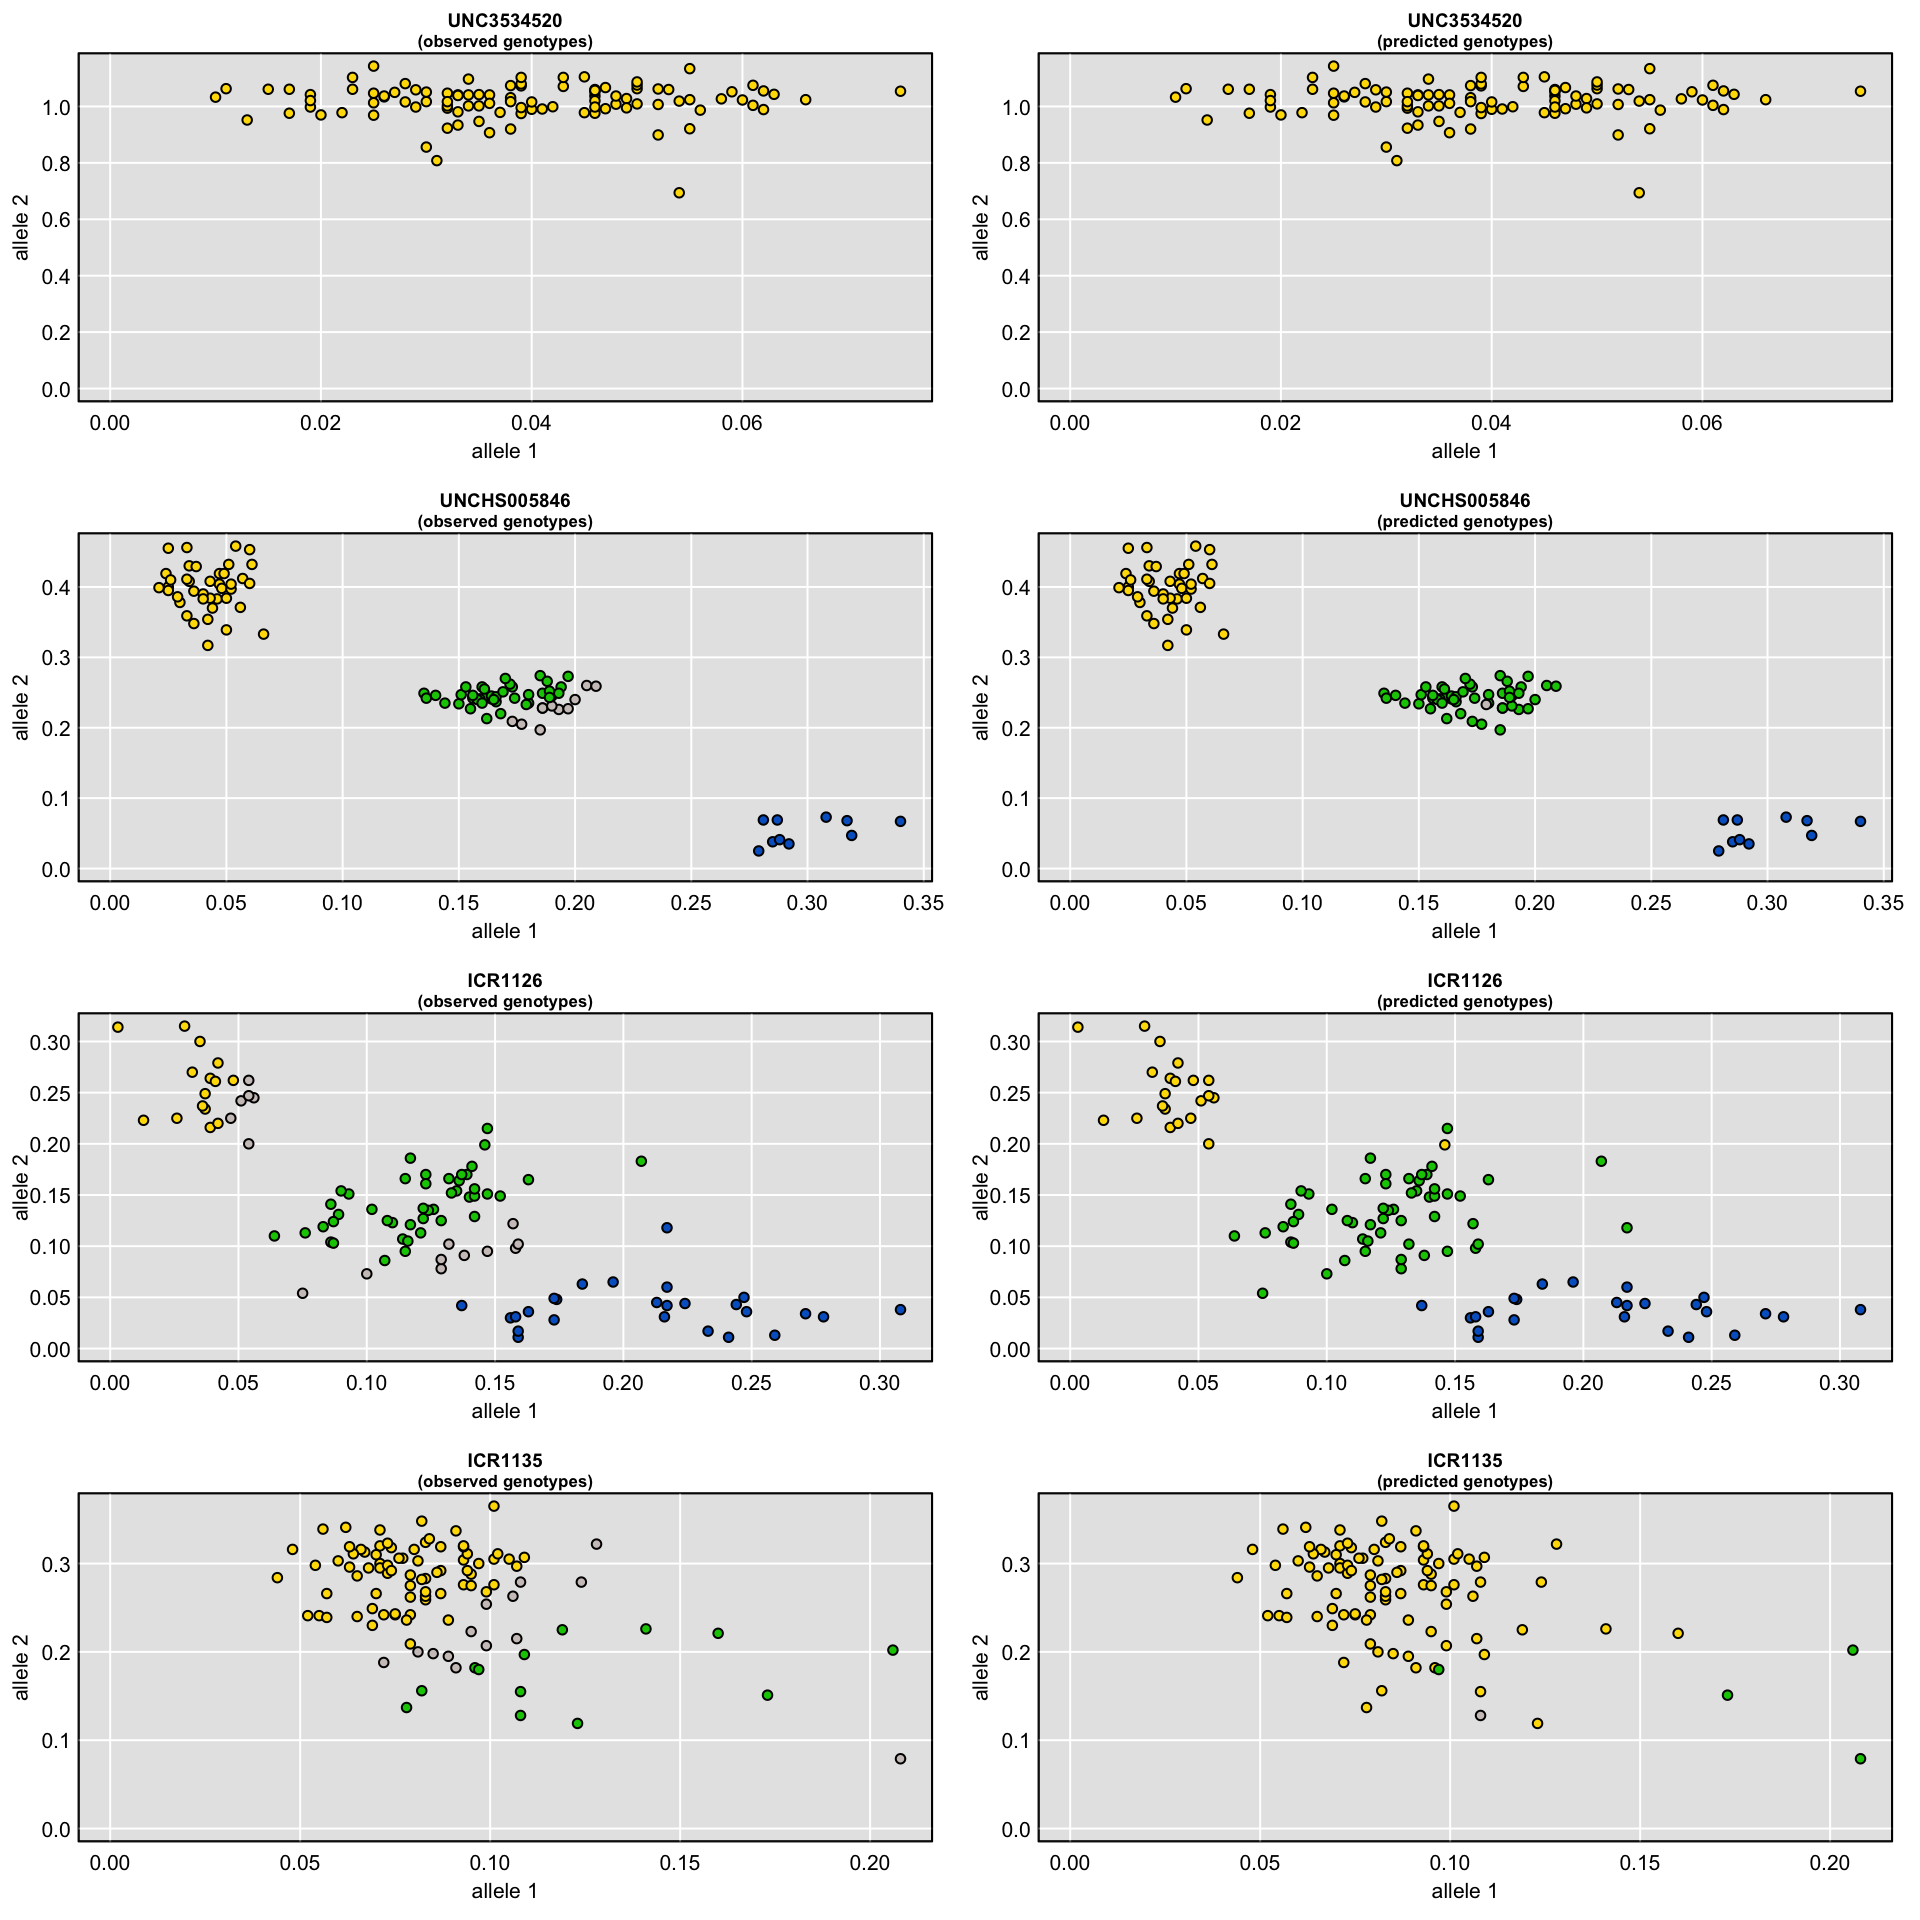 UNC3534520
(observed genotypes)
allele 2
1.0
0.8
0.6
0.4
0.2
0.0
0.00 0.02 0.04 0.06
allele 1
UNC3534520
(predicted genotypes)
allele 2
1.0
0.8
0.6
0.4
0.2
0.0
0.00 0.02 0.04 0.06
allele 1
UNCHS005846
(observed genotypes)
allele 2
0.4
0.3
0.2
0.1
0.0
0.00 0.05 0.10 0.15 0.20 0.25 0.30 0.35
allele 1
UNCHS005846
(predicted genotypes)
allele 2
0.4
0.3
0.2
0.1
0.0
0.00 0.05 0.10 0.15 0.20 0.25 0.30 0.35
allele 1
ICR1126
(observed genotypes)
allele 2
0.30
0.25
0.20
0.15
0.10
0.05
0.00
0.00 0.05 0.10 0.15 0.20 0.25 0.30
allele 1
ICR1126
(predicted genotypes)
allele 2
0.30
0.25
0.20
0.15
0.10
0.05
0.00
0.00 0.05 0.10 0.15 0.20 0.25 0.30
allele 1
ICR1135
(observed genotypes)
allele 2
0.3
0.2
0.1
0.0
0.00 0.05 0.10 0.15 0.20
allele 1
ICR1135
(predicted genotypes)
allele 2
0.3
0.2
0.1
0.0
0.00 0.05 0.10 0.15 0.20
allele 1